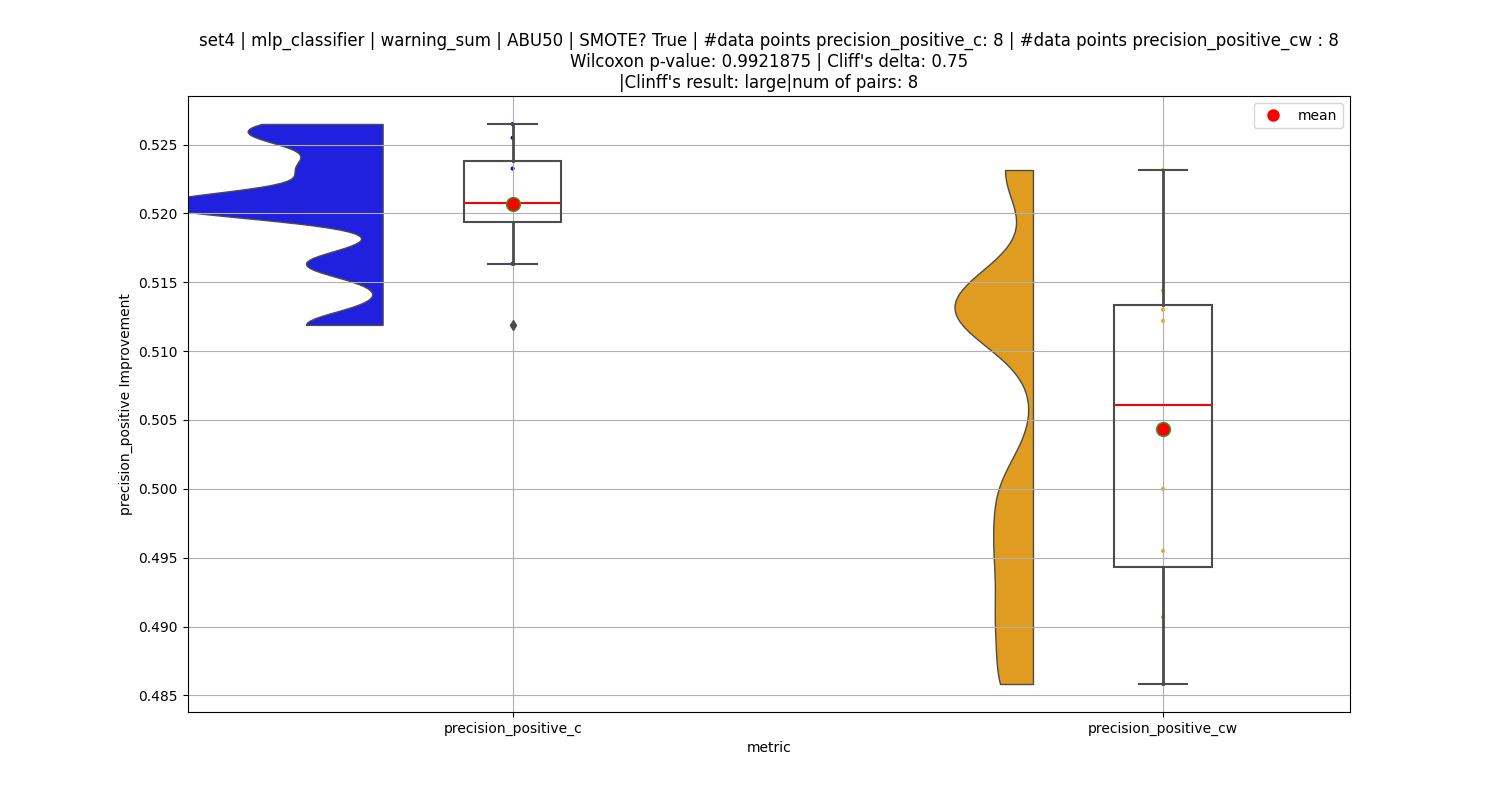 set4 | mlp_classifier | warning_sum | ABU50 | SMOTE? True | #data points precision_positive_c: 8 | #data points precision_positive_cw : 8
Wilcoxon p-value: 0.9921875 | Cliff's delta: 0.75
|Clinff's result: large|num of pairs: 8
mean
0.525
0.520
0.515
0.510
0.505
0.500
0.495
0.490
0.485
precision_positive Improvement
precision_positive_c
precision_positive_cw
metric